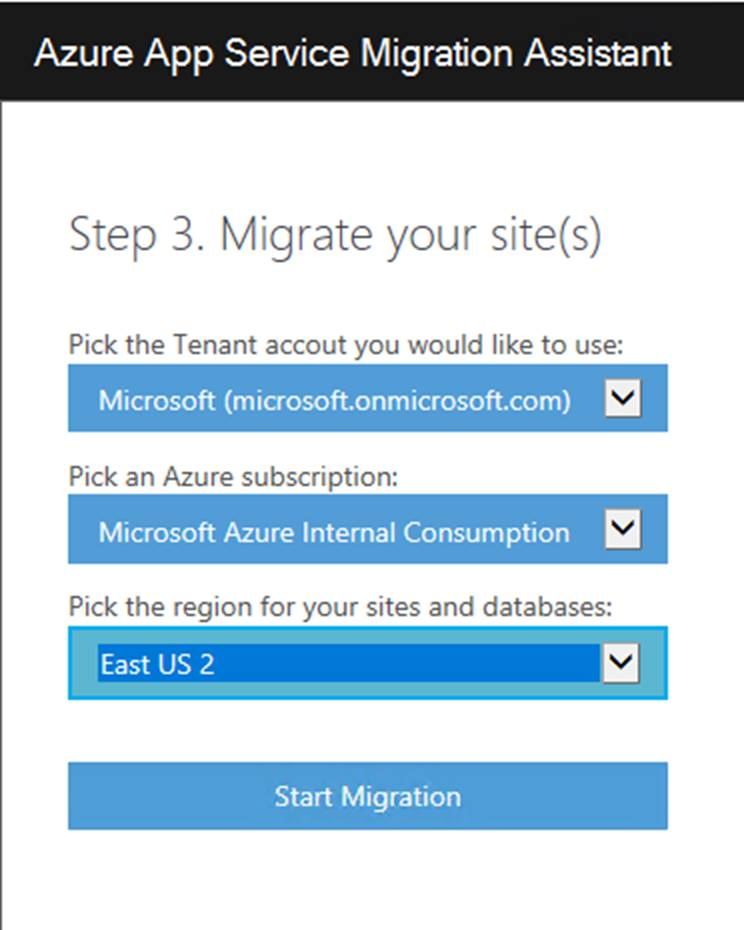 Azure App Service Migration Assistant
Step 3. Migrate your site(s)
Pick the Tenant accout you would like to use:
Microsoft (microsoft.onmicrosoft.com)
Pick an Azure subscription:
Microsoft Azure Internal Consumption
Pick the region for your sites and databases:
East US 2
Start Migration